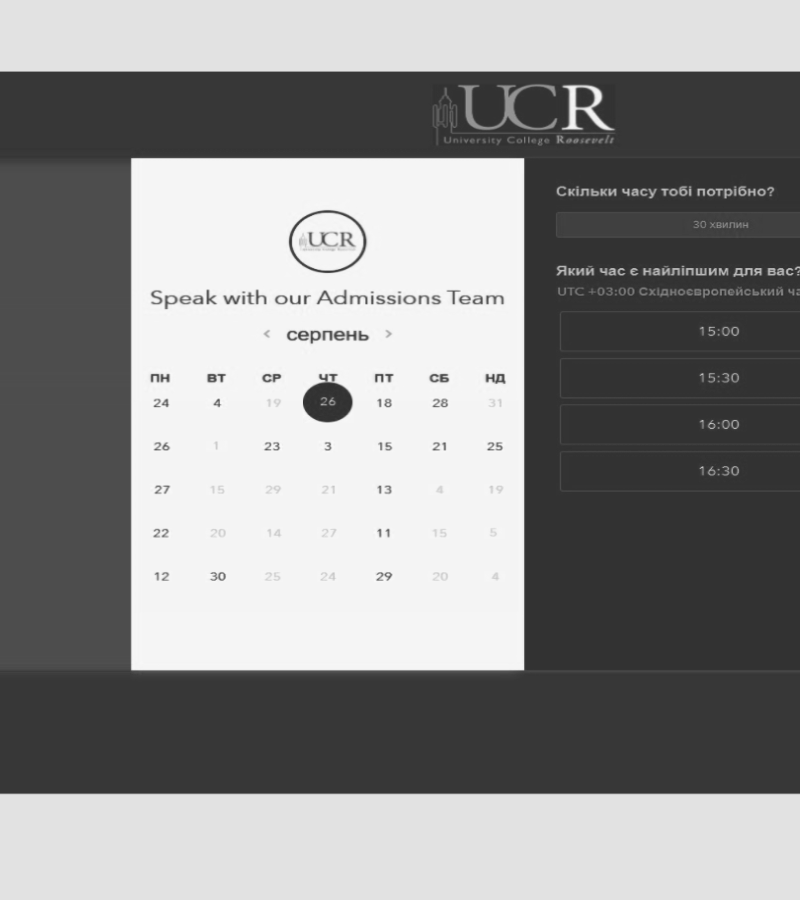 UCR
University College Roosevelt
UCR
Speak with our Admissions Team
< серпень >
ПН ВТ СР ЧТ ПТ СБ НД
24 4 19 26 18 28 31
26 1 23 3 15 21 25
27 15 29 21 13 4 19
22 20 14 27 11 15 5
12 30 25 24 29 20 4
Скільки часу тобі потрібно?
30 хвилин
Який час є найліпшим для вас?
UTC +03:00 Східноєвропейський ча
15:00
15:30
16:00
16:30